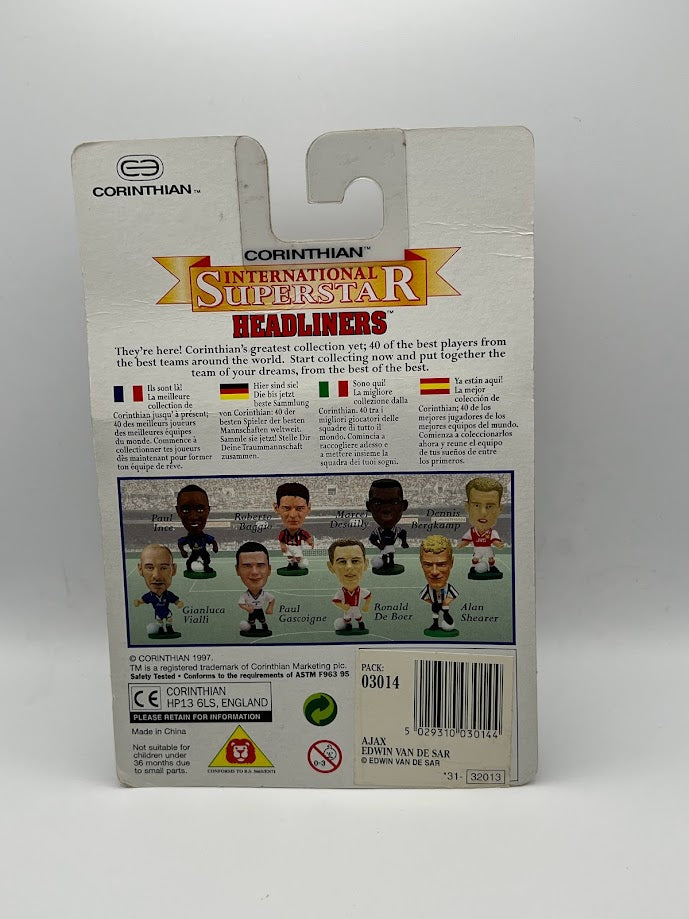 CORINTHIAN™
CORINTHIAN™
INTERNATIONAL
SUPERSTAR
HEADLINERS™
They're here! Corinthian's greatest collection yet; 40 of the best players from
the best teams around the world. Start collecting now and put together the
team of your dreams, from the best of the best.
Ils sont là!
La meilleure
collection de
Corinthian jusqu' à présent;
40 des meilleurs joueurs
des meilleures équipes
du monde. Commence à
collectionner tes joueurs
dès maintenant pour former
ton équipe de rêve.
Hier sind sie!
Die bis jetzt
beste Sammlung
von Corinthian: 40 der
besten Spieler der besten
Mannschaften weltweit.
Sammle sie jetzt! Stelle Dir
Deine Traummannschaft
zusammen.
Sono qui!
La migliore
collezione dalla
Corinthian. 40 tra i
migliori giocatori delle
squadre di tutto il
mondo. Comincia a
raccogliere adesso e
a mettere insieme la
squadra dei tuoi sogni.
Ya están aquí!
La mejor
colección de
Corinthian; 40 de los
mejores jugadores de los
mejores equipos del mundo.
Comienza a coleccionarlos
ahora y reune el equipo
de tus sueños de entre
los primeros.
Paul
Ince
Roberto
Baggio
Marcel
Desailly
Dennis
Bergkamp
Gianluca
Vialli
Paul
Gascoigne
Ronald
De Boer
Alan
Shearer
© CORINTHIAN 1997.
TM is a registered trademark of Corinthian Marketing plc.
Safety Tested • Conforms to the requirements of ASTM F963 95
CE CORINTHIAN
HP13 6LS, ENGLAND
PLEASE RETAIN FOR INFORMATION
Made in China
Not suitable for
children under
36 months due
to small parts.
CONFORMS TO B.S. 5665/EN71
0-3
PACK:
03014
5 029310 030144
AJAX
EDWIN VAN DE SAR
© EDWIN VAN DE SAR
*31- 32013